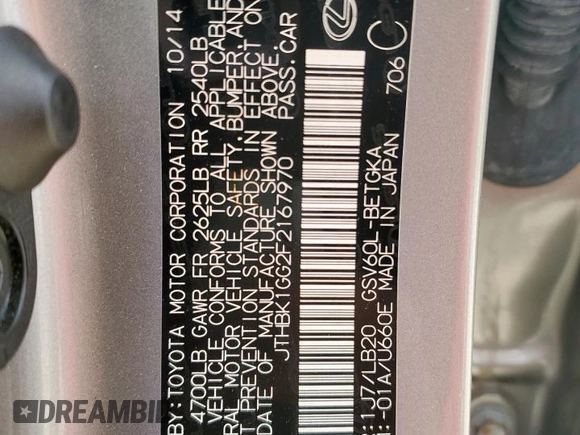 BY: TOYOTA MOTOR CORPORATION 10/14
4700LB GAWR FR 2625LB RR 2540LB
VEHICLE CONFORMS TO ALL APPLICABLE
ERAL MOTOR VEHICLE SAFETY, BUMPER, AND
T PREVENTION STANDARDS IN EFFECT ON
DATE OF MANUFACTURE SHOWN ABOVE.
JTHBK1GG2F2167970 PASS. CAR
: 1J7/LB20 GSV60L-BETGKA
: -01A/U660E MADE IN JAPAN
706 C
DREAMBID